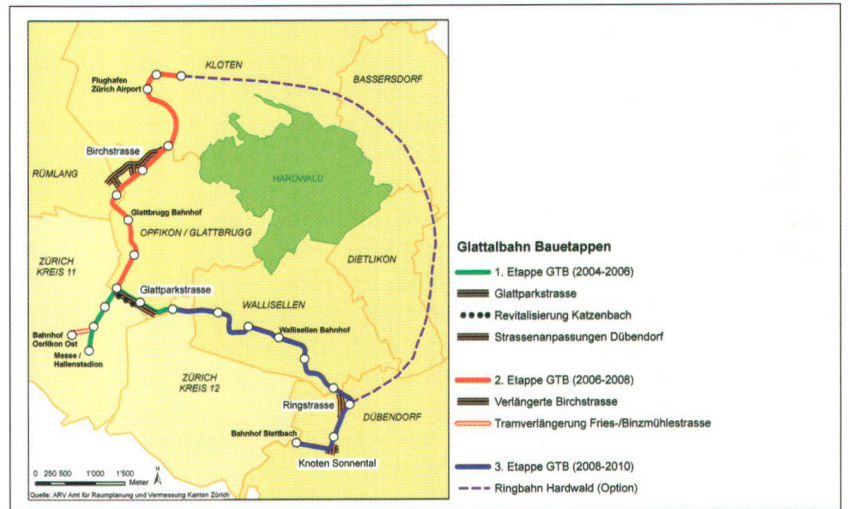 KLOTEN
BASSERSDORF
Flughafen
Zürich Airport
Birchstrasse
RÜMLANG
HARDWALD
Glattbrugg Bahnhof
OPFIKON / GLATTBRUGG
DIETLIKON
ZÜRICH
KREIS 11
Glattparkstrasse
WALLISELLEN
Wallisellen Bahnhof
Bahnhof
Oerlikon Ost
Messe /
Hallenstadion
ZÜRICH
KREIS 12
Ringstrasse
DÜBENDORF
Bahnhof Stettbach
Knoten Sonnental
0 250 500 1'000 1'500
Meter
N
Quelle: ARV Amt für Raumplanung und Vermessung Kanton Zürich
Glattalbahn Bauetappen
1. Etappe GTB (2004-2006)
Glattparkstrasse
Revitalisierung Katzenbach
Strassenanpassungen Dübendorf
2. Etappe GTB (2006-2008)
Verlängerte Birchstrasse
Tramverlängerung Fries-/Binzmühlestrasse
3. Etappe GTB (2008-2010)
Ringbahn Hardwald (Option)